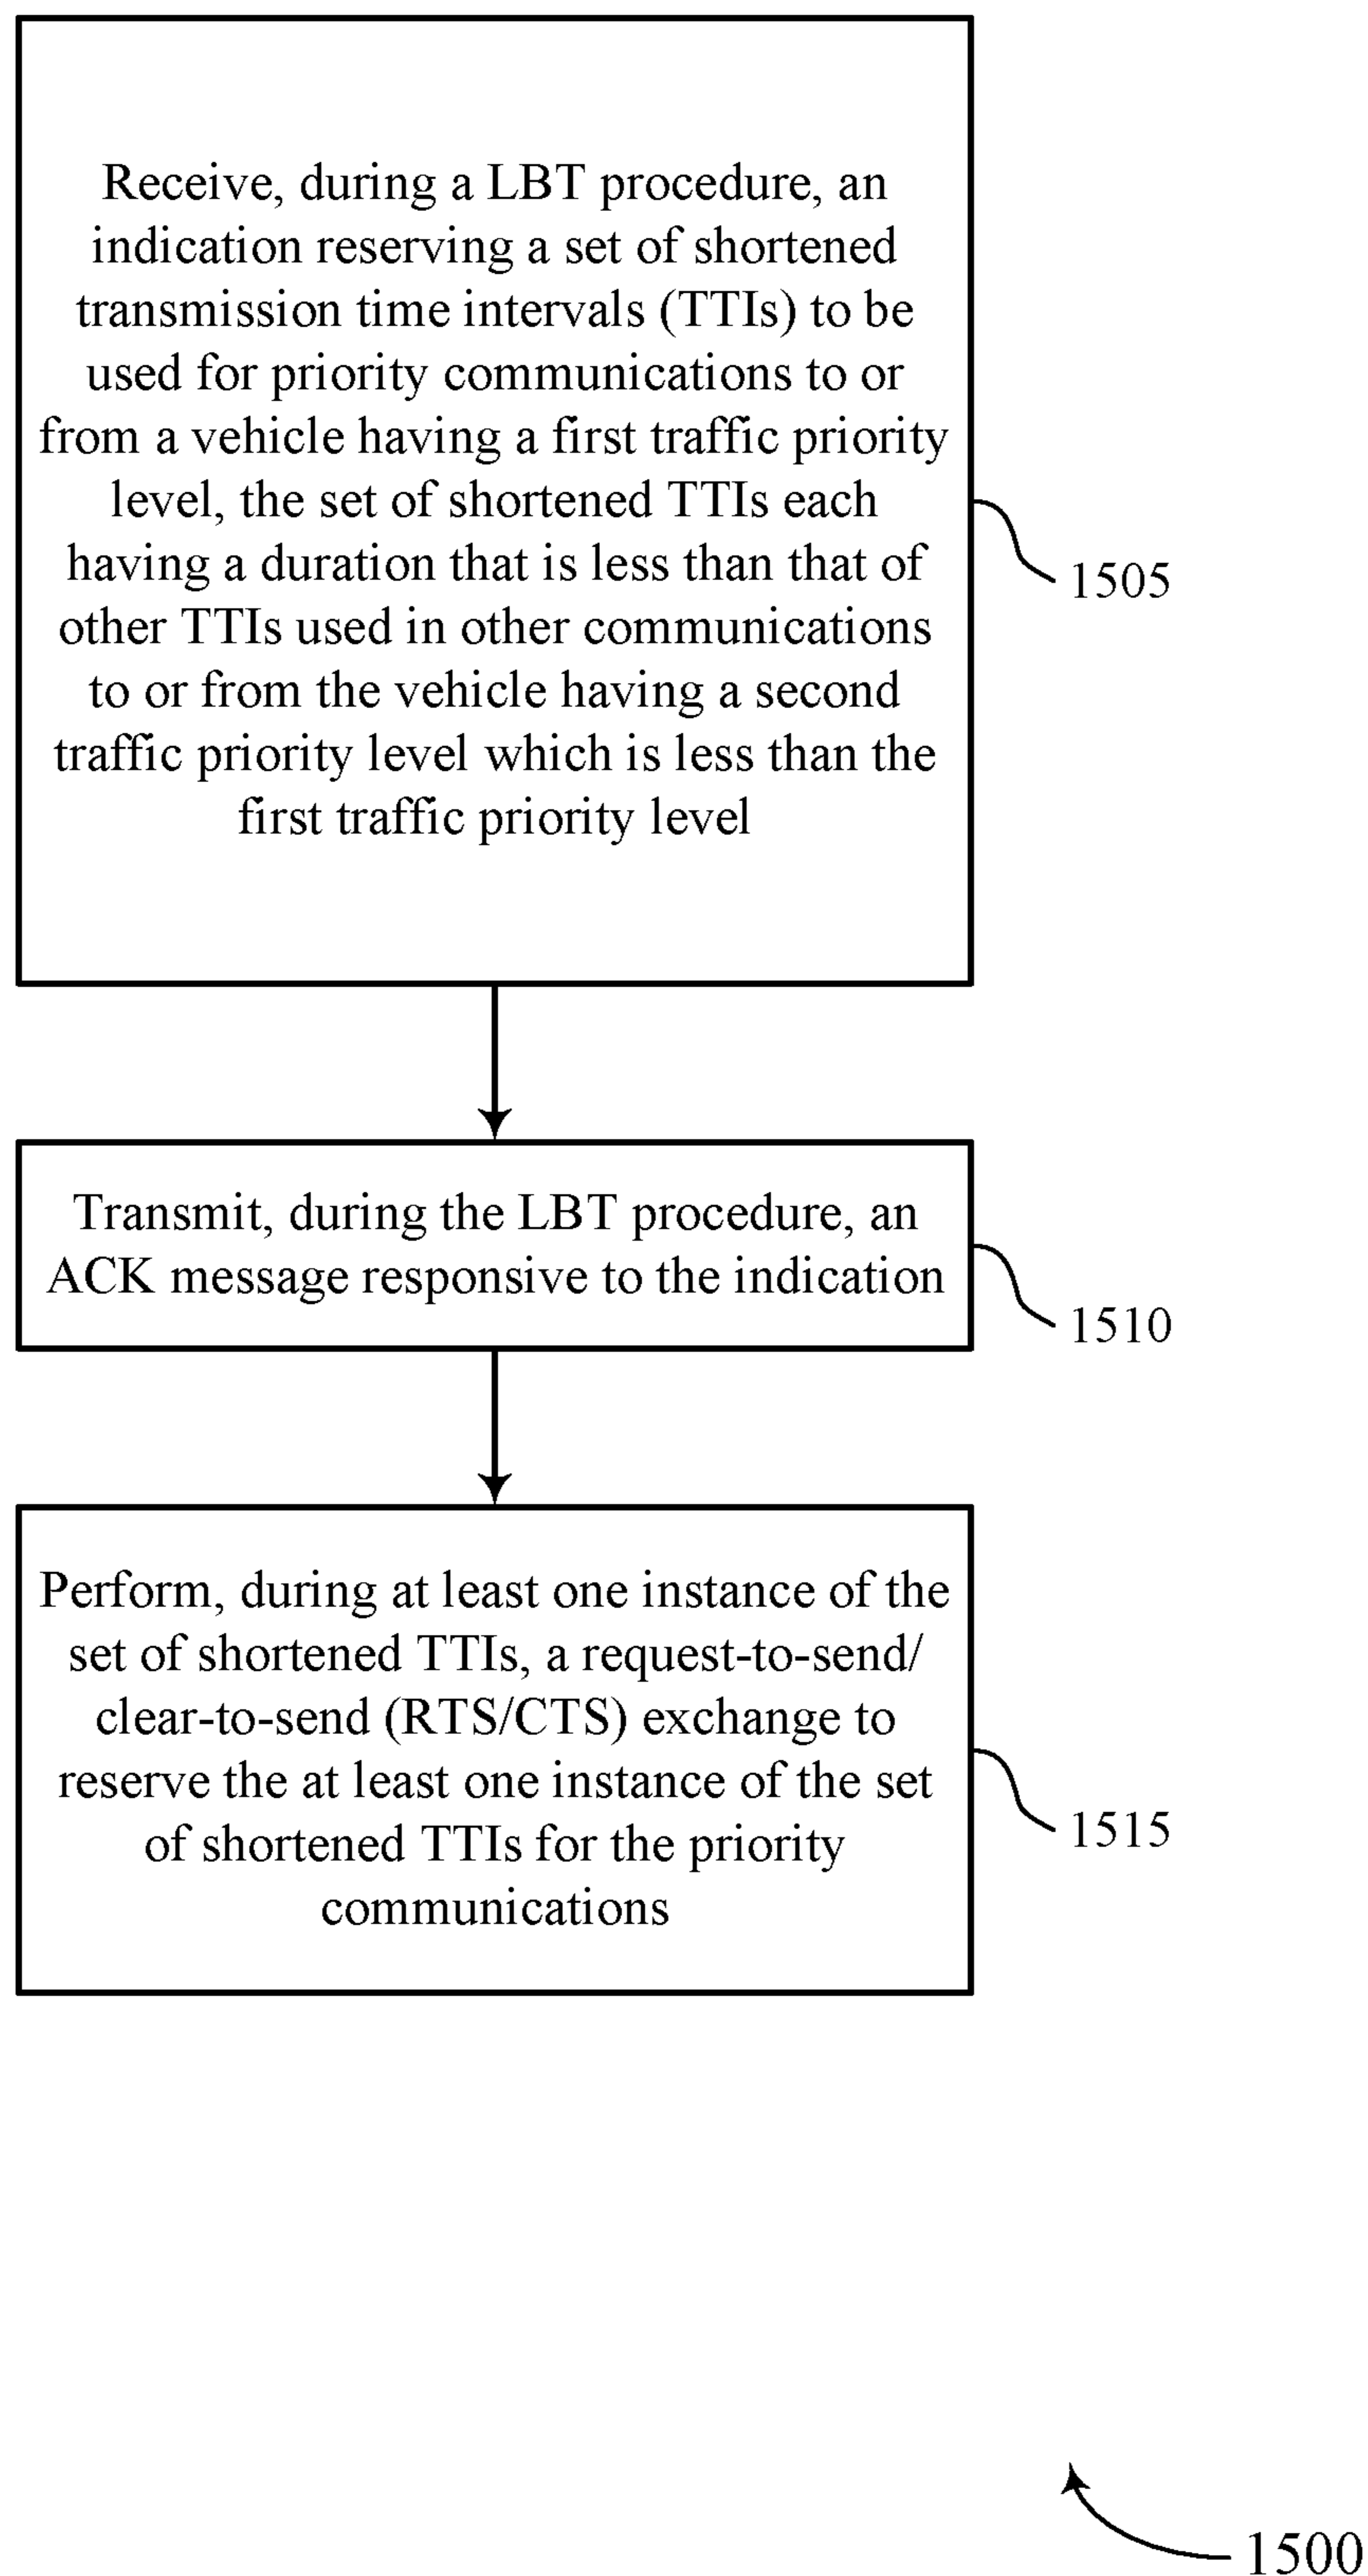 Receive, during a LBT procedure, an
indication reserving a set of shortened
transmission time intervals (TTIs) to be
used for priority communications to or
from a vehicle having a first traffic priority
level, the set of shortened TTIs each
having a duration that is less than that of
other TTIs used in other communications
to or from the vehicle having a second
traffic priority level which is less than the
first traffic priority level
1505
Transmit, during the LBT procedure, an
ACK message responsive to the indication
1510
Perform, during at least one instance of the
set of shortened TTIs, a request-to-send/
clear-to-send (RTS/CTS) exchange to
reserve the at least one instance of the set
of shortened TTIs for the priority
communications
1515
1500